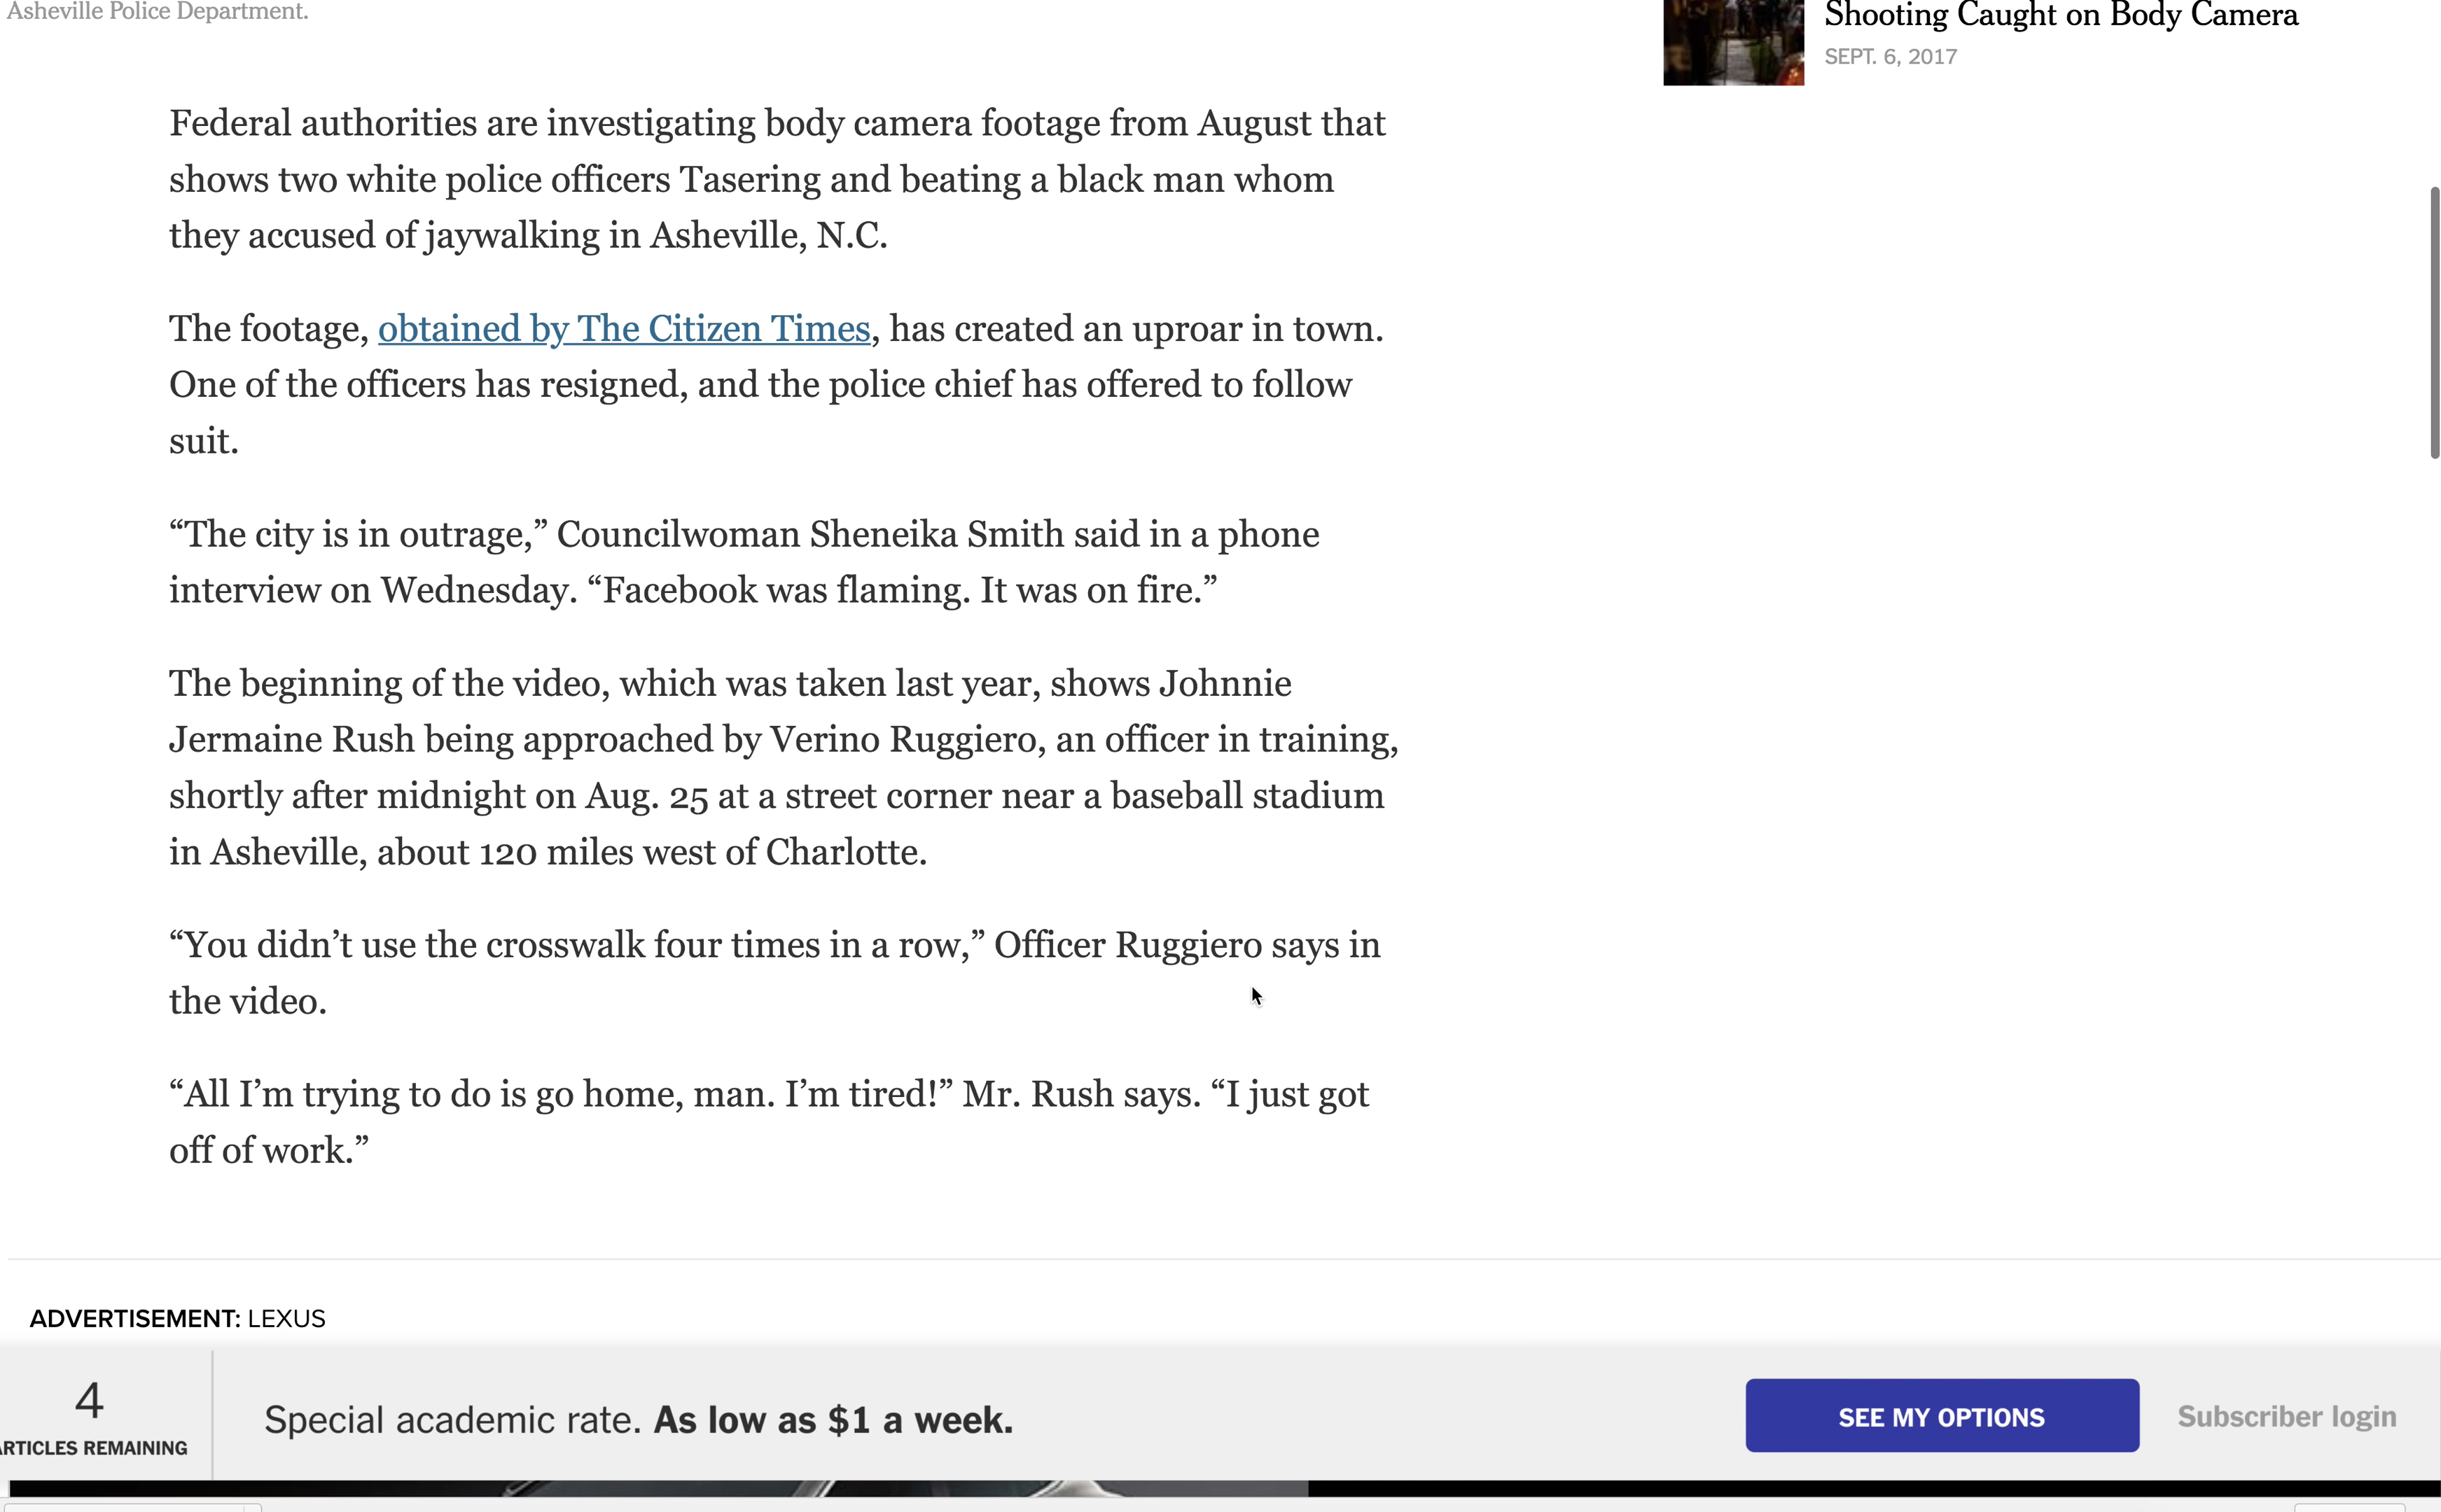 Asheville Police Department.
Shooting Caught on Body Camera
SEPT. 6, 2017
Federal authorities are investigating body camera footage from August that
shows two white police officers Tasering and beating a black man whom
they accused of jaywalking in Asheville, N.C.
The footage, obtained by The Citizen Times, has created an uproar in town.
One of the officers has resigned, and the police chief has offered to follow
suit.
“The city is in outrage,” Councilwoman Sheneika Smith said in a phone
interview on Wednesday. “Facebook was flaming. It was on fire.”
The beginning of the video, which was taken last year, shows Johnnie
Jermaine Rush being approached by Verino Ruggiero, an officer in training,
shortly after midnight on Aug. 25 at a street corner near a baseball stadium
in Asheville, about 120 miles west of Charlotte.
“You didn’t use the crosswalk four times in a row,” Officer Ruggiero says in
the video.
“All I’m trying to do is go home, man. I’m tired!” Mr. Rush says. “I just got
off of work.”
ADVERTISEMENT: LEXUS
4
ARTICLES REMAINING
Special academic rate. As low as $1 a week.
SEE MY OPTIONS
Subscriber login